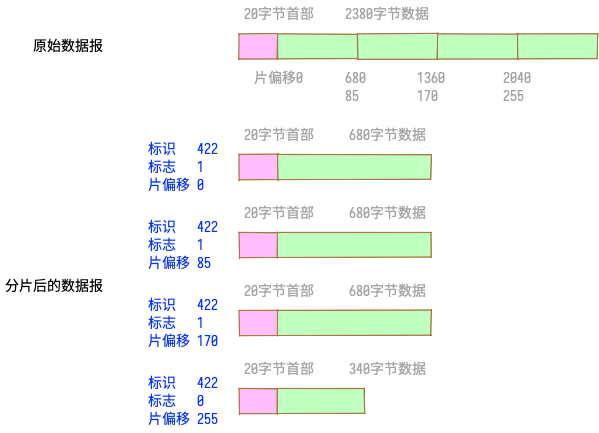 20字节首部 2380字节数据
原始数据报
片偏移0 680 1360 2040
85 170 255
20字节首部 680字节数据
标识 422
标志 1
片偏移 0
20字节首部 680字节数据
标识 422
标志 1
片偏移 85
分片后的数据报
20字节首部 680字节数据
标识 422
标志 1
片偏移 170
20字节首部 340字节数据
标识 422
标志 0
片偏移 255